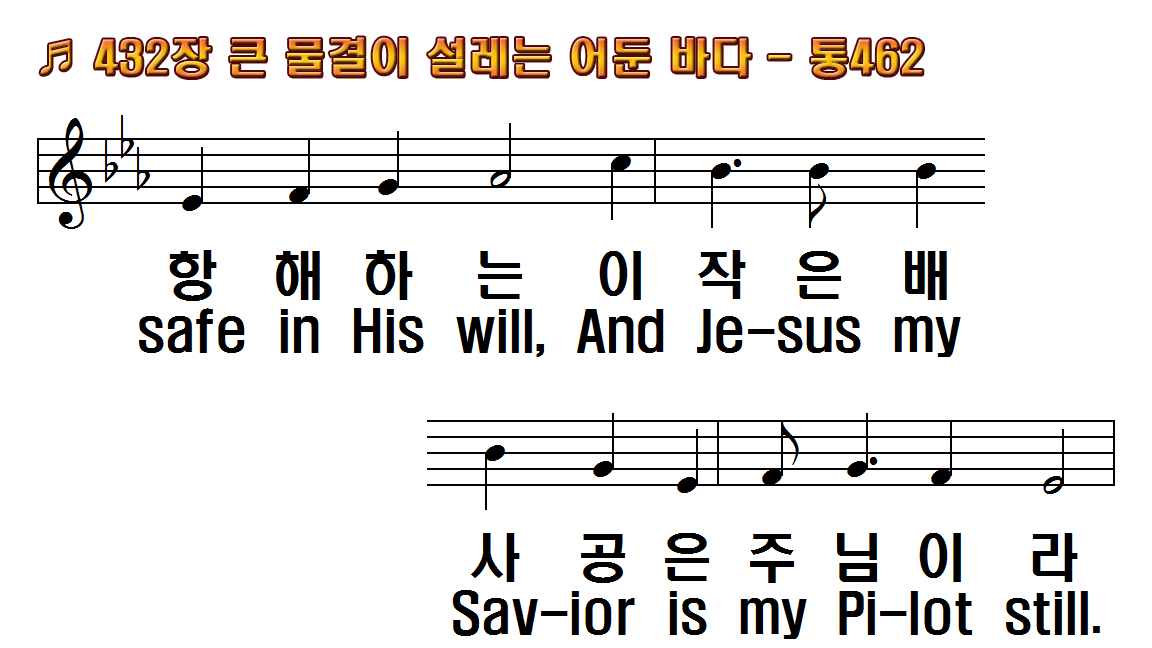 ♬ 432장 큰 물결이 설레는 어둔 바다 - 통462
항 해 하 는 이 작 은 배
safe in His will, And Je-sus my
사 공 은 주 님 이 라
Sav-ior is my Pi-lot still.